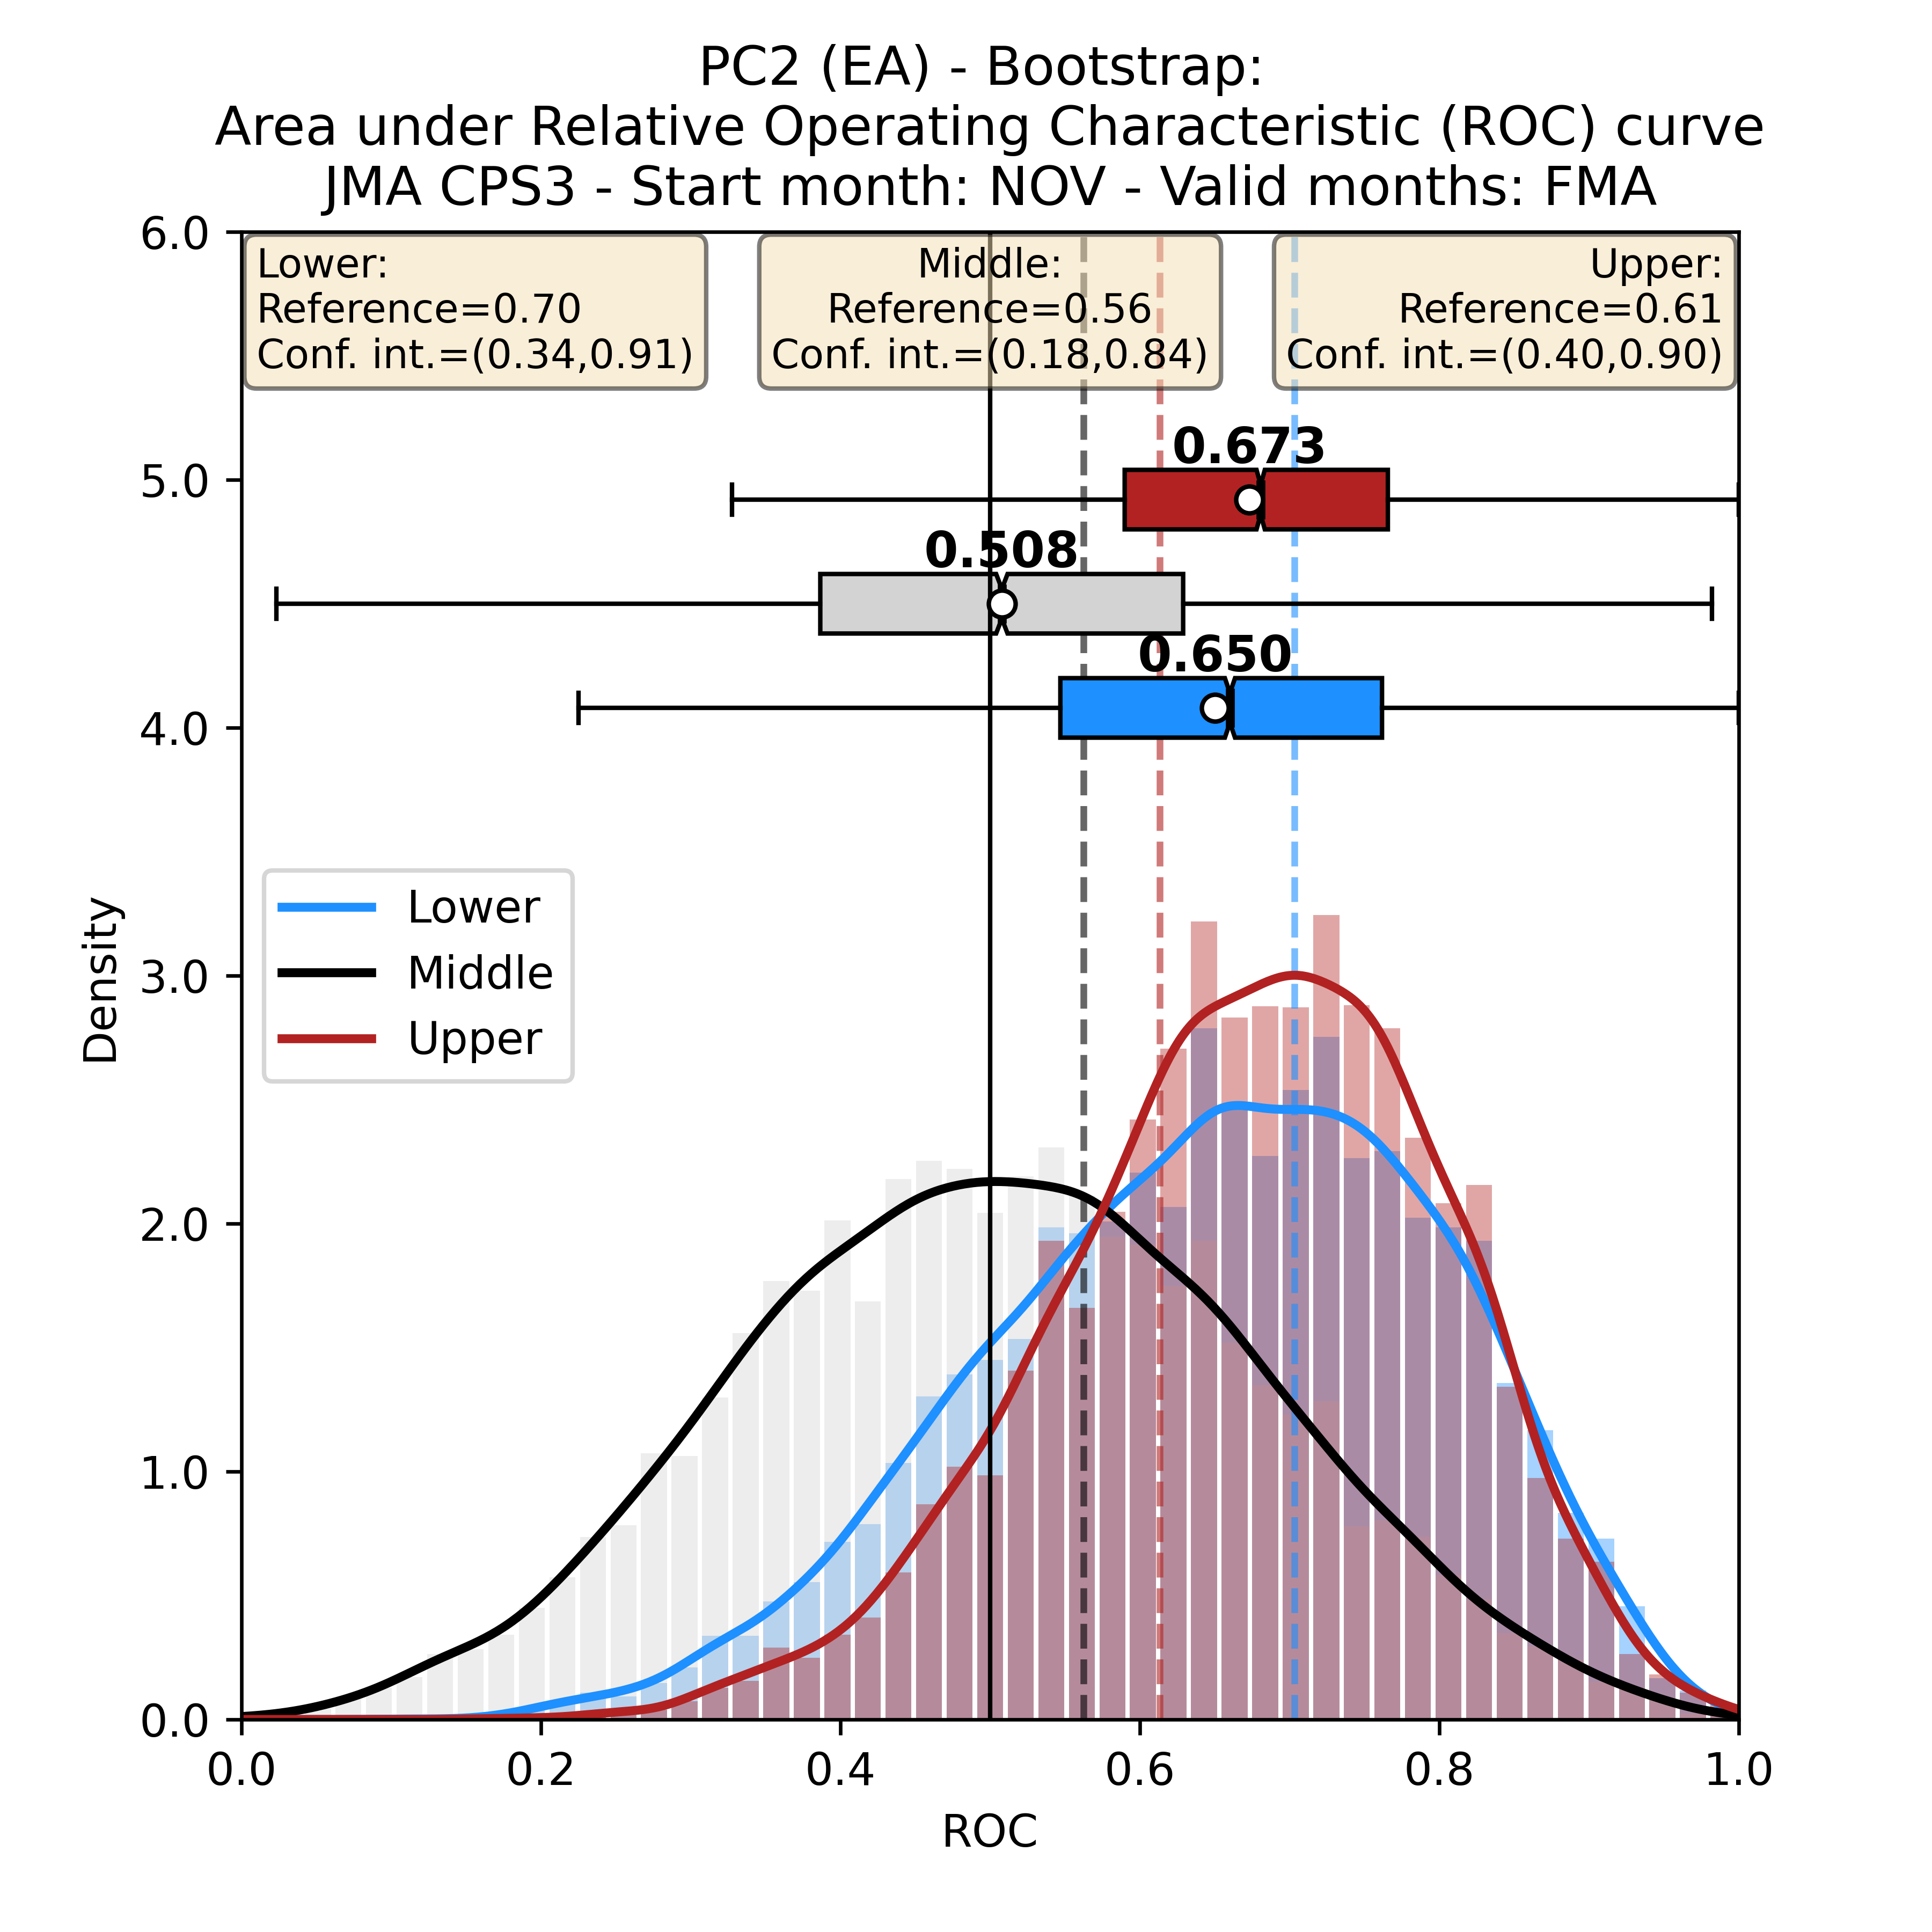 PC2 (EA) - Bootstrap:
Area under Relative Operating Characteristic (ROC) curve
JMA CPS3 - Start month: NOV - Valid months: FMA
Lower:
Reference=0.70
Conf. int.=(0.34,0.91)
Middle:
Reference=0.56
Conf. int.=(0.18,0.84)
Upper:
Reference=0.61
Conf. int.=(0.40,0.90)
0.673
0.508
0.650
Lower
Middle
Upper
Density
6.0
5.0
4.0
3.0
2.0
1.0
0.0
0.0 0.2 0.4 0.6 0.8 1.0
ROC